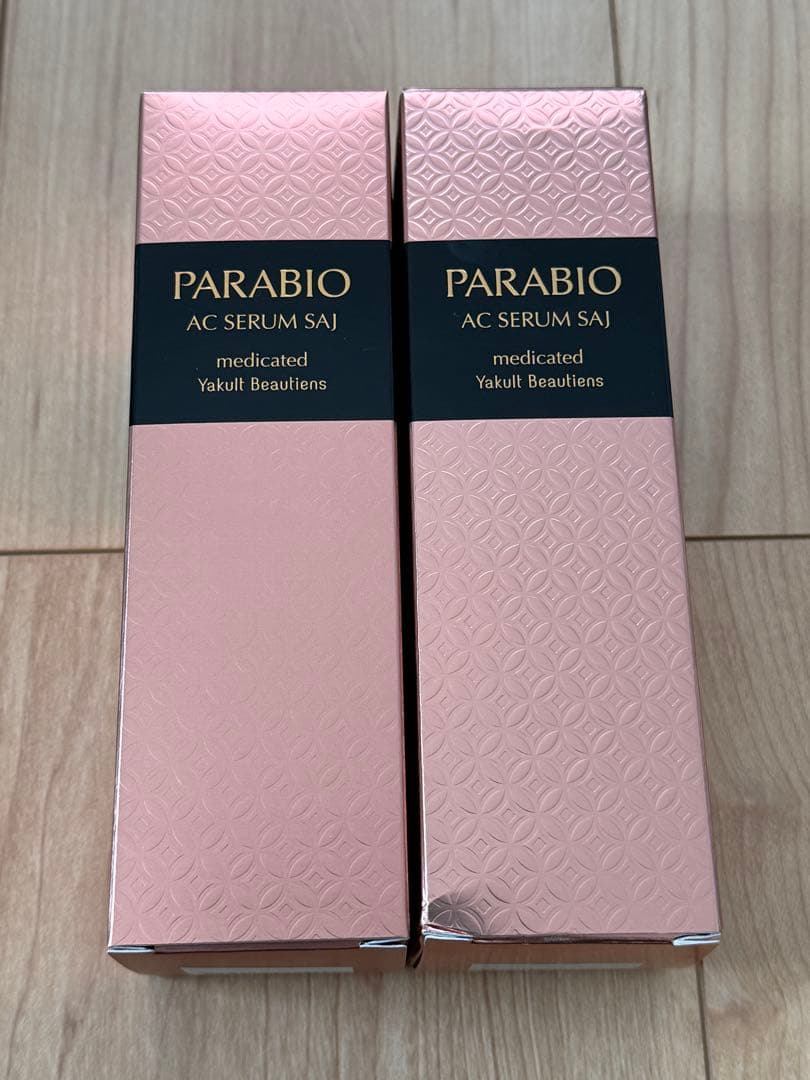 PARABIO
AC SERUM SAJ
medicated
Yakult Beautiens
PARABIO
AC SERUM SAJ
medicated
Yakult Beautiens